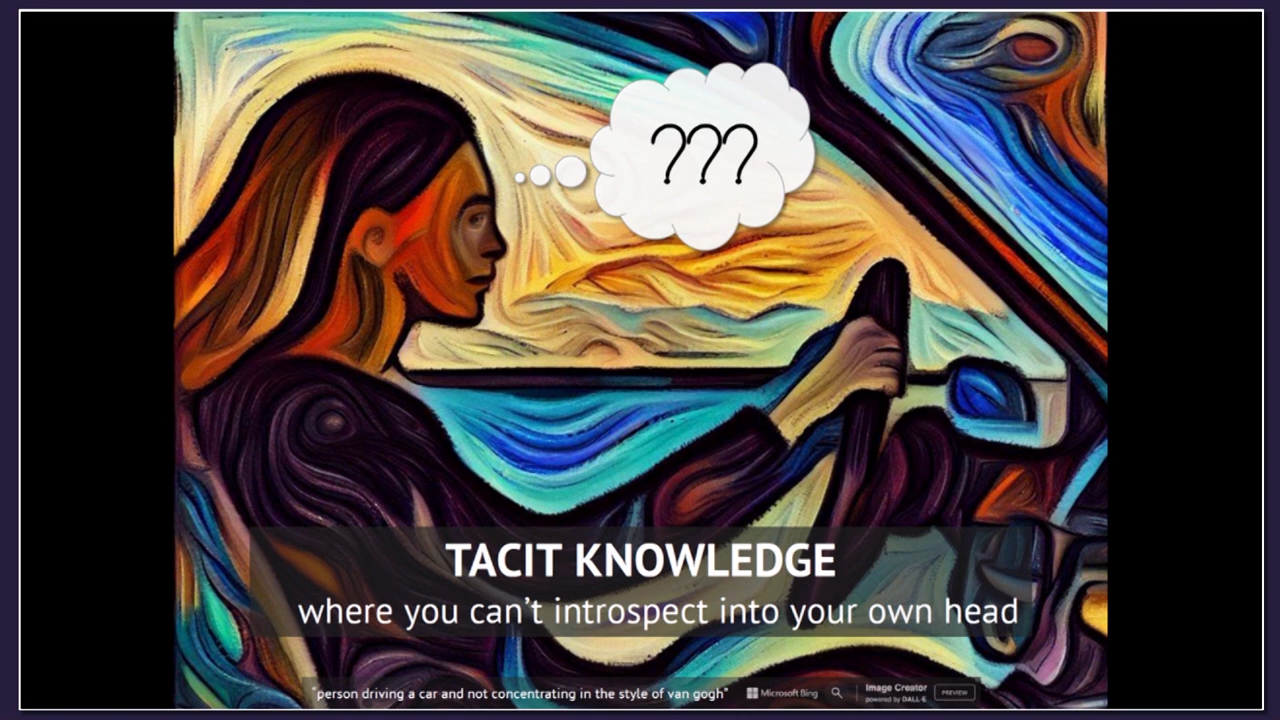 ???
TACIT KNOWLEDGE
where you can't introspect into your own head
"person driving a car and not concentrating in the style of van gogh" Microsoft Bing Image Creator PREVIEW
powered by DALL·E